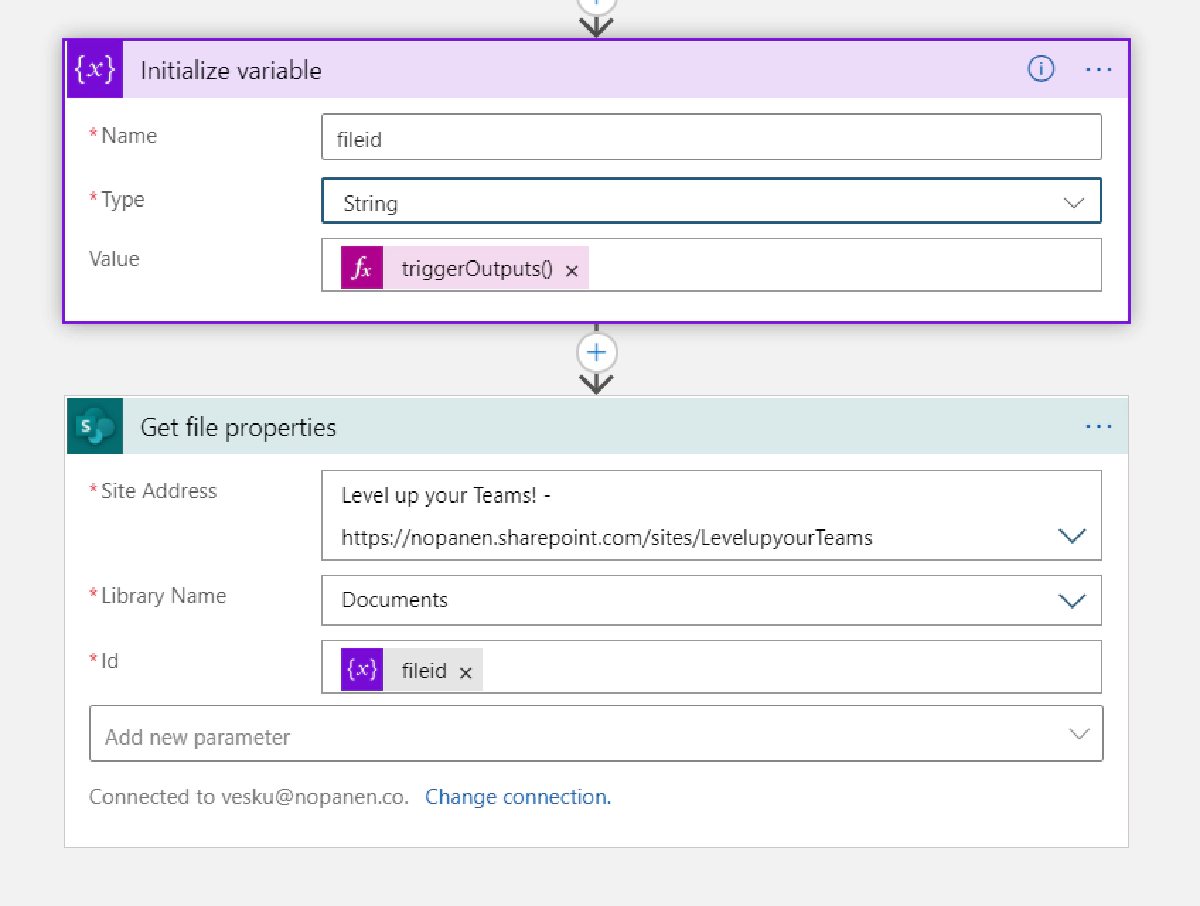 {x} Initialize variable
* Name fileid
* Type String
Value fx triggerOutputs() ×
S Get file properties
* Site Address Level up your Teams! -
https://nopanen.sharepoint.com/sites/LevelupyourTeams
* Library Name Documents
* Id {x} fileid ×
Add new parameter
Connected to vesku@nopanen.co. Change connection.